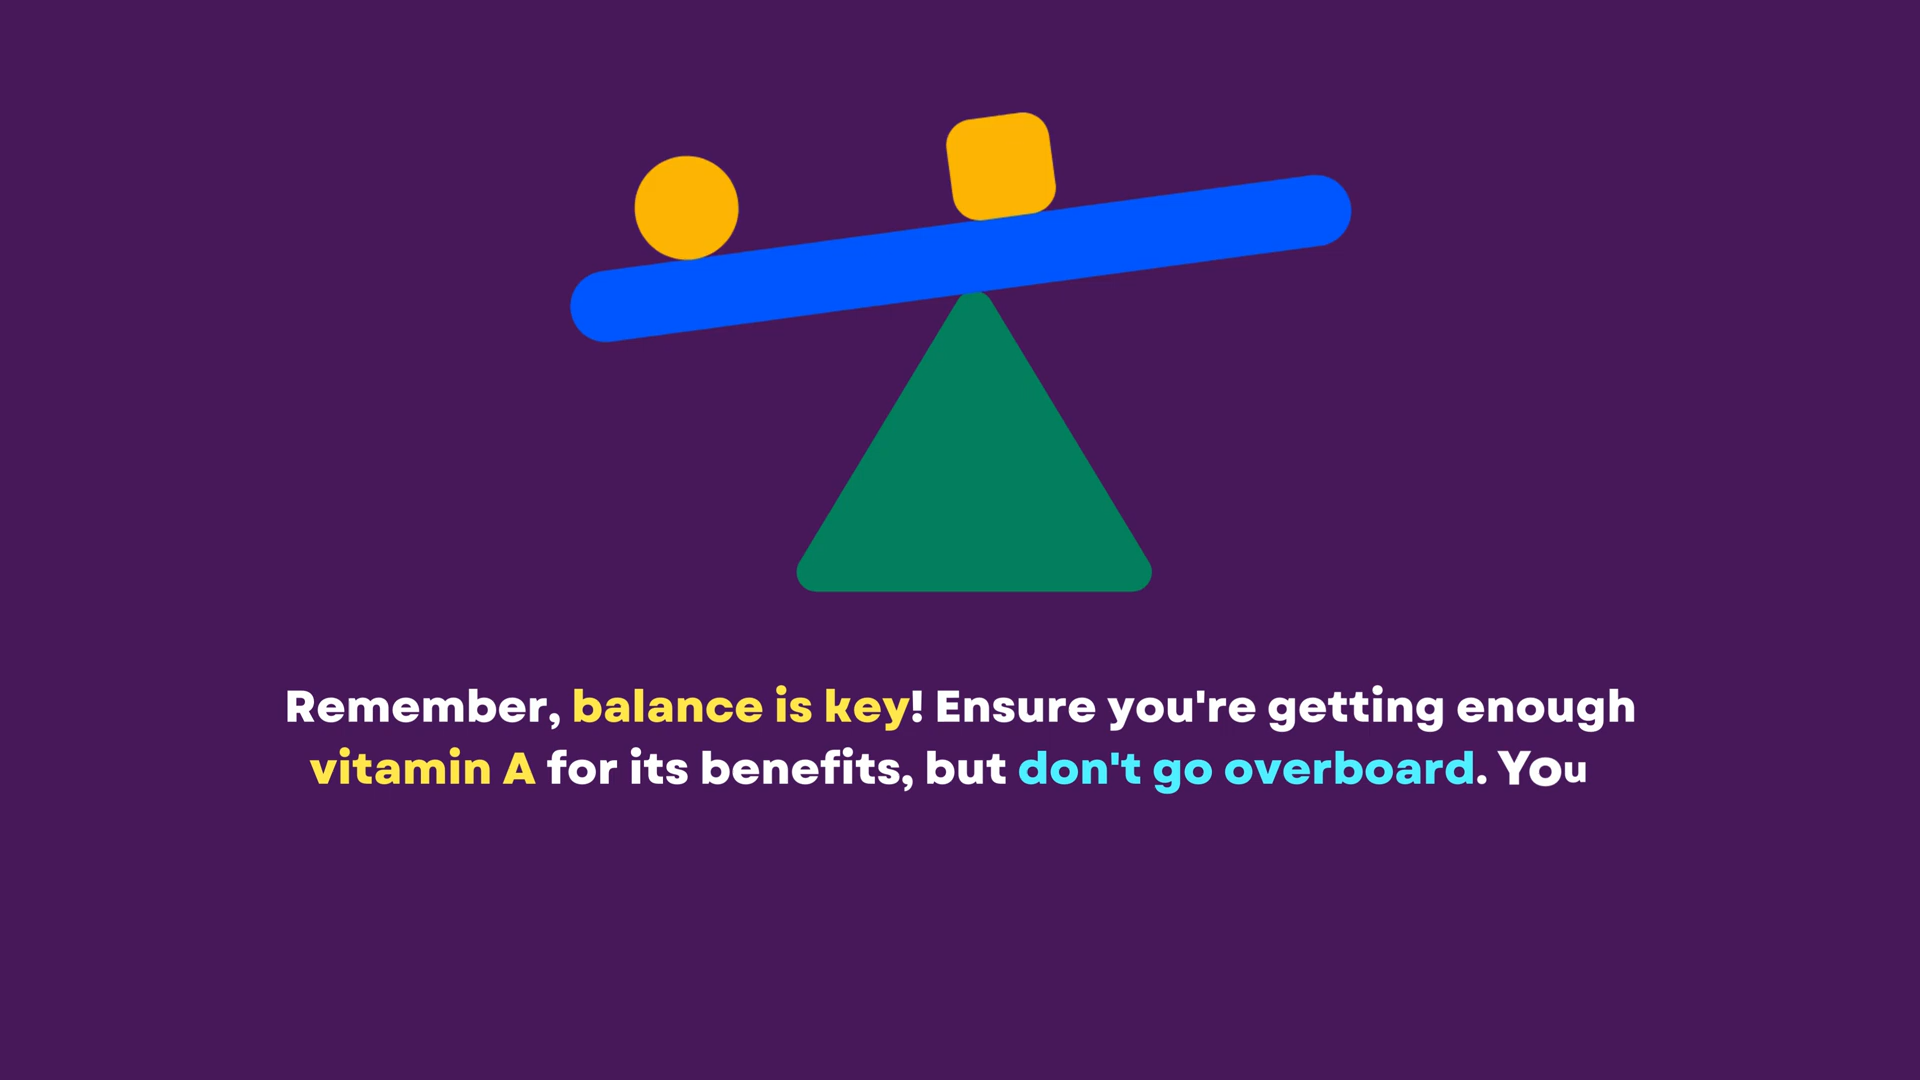 Remember, balance is key! Ensure you're getting enough
vitamin A for its benefits, but don't go overboard. You